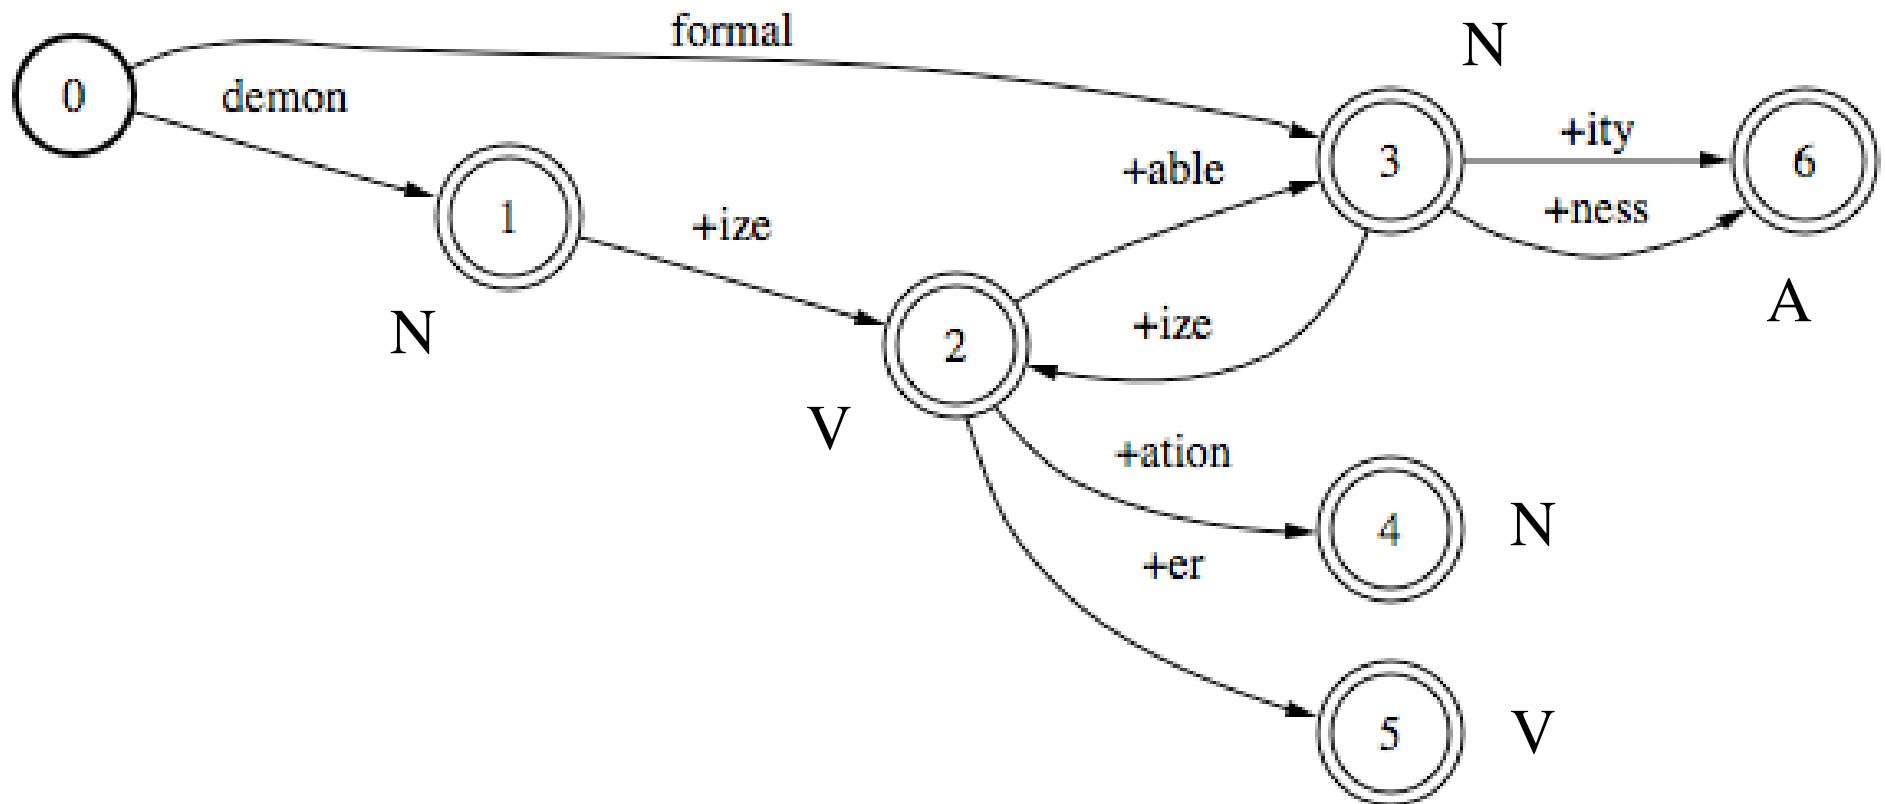 formal
N
0
demon
+able
3
+ity
6
+ness
1
+ize
N
2
+ize
A
V
+ation
4
N
+er
5
V